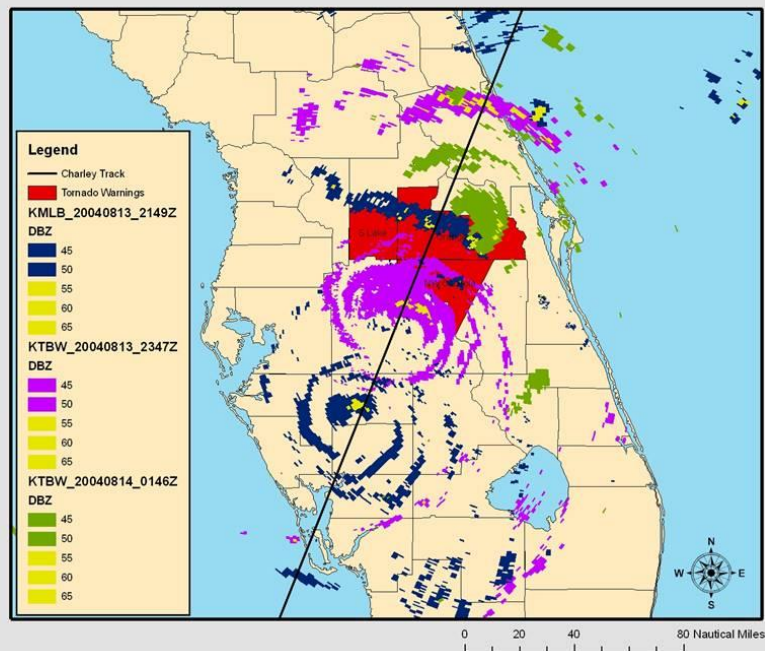 Legend
Charley Track
Tornado Warnings
KMLB_20040813_2149Z
DBZ
45
50
55
60
65
KTBW_20040813_2347Z
DBZ
45
50
55
60
65
KTBW_20040814_0146Z
DBZ
45
50
55
60
65
N
W E
S
0 20 40 80 Nautical Miles